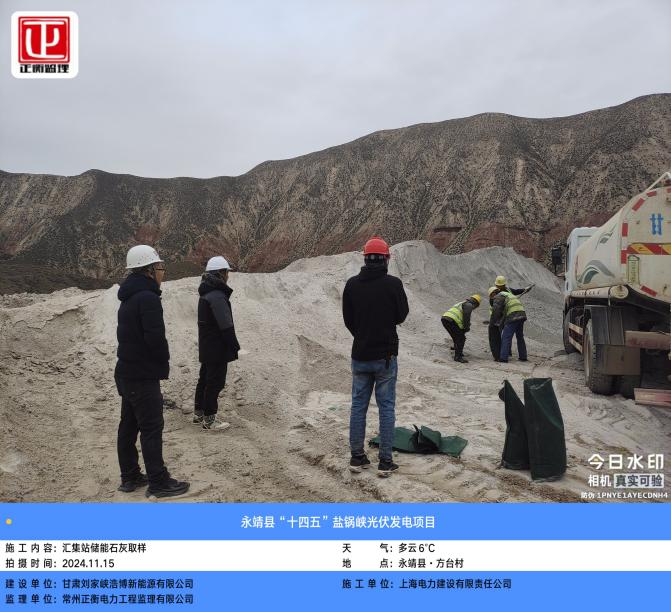 正衡监理
今日水印
相机 真实可验
防伪 1PNYE1AYECDNH4
永靖县“十四五”盐锅峡光伏发电项目
施工内容：汇集站储能石灰取样
天 气：多云 6℃
拍摄时间：2024.11.15
地 点：永靖县·方台村
建设单位：甘肃刘家峡浩博新能源有限公司
施工单位：上海电力建设有限责任公司
监理单位：常州正衡电力工程监理有限公司